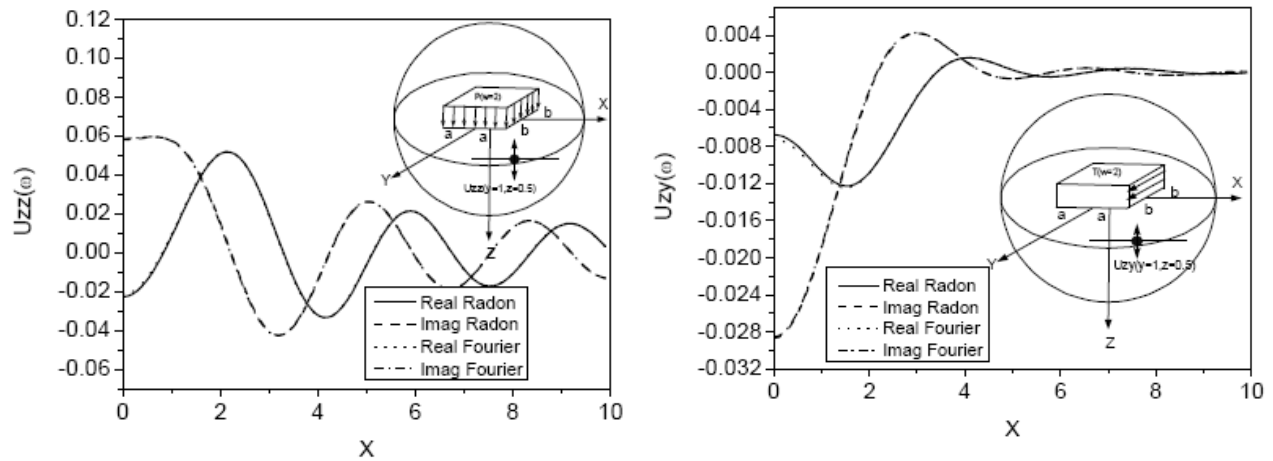 0.12
0.10
0.08
0.06
0.04
0.02
0.00
-0.02
-0.04
-0.06
Uzz(ω)
0 2 4 6 8 10
X
P(w=2)
a a b b
X
Y
Z
Uzz(y=1,z=0.5)
Real Radon
Imag Radon
Real Fourier
Imag Fourier
0.004
0.000
-0.004
-0.008
-0.012
-0.016
-0.020
-0.024
-0.028
-0.032
Uzy(ω)
0 2 4 6 8 10
X
T(w=2)
a a b b
X
Y
Z
Uzy(y=1,z=0.5)
Real Radon
Imag Radon
Real Fourier
Imag Fourier